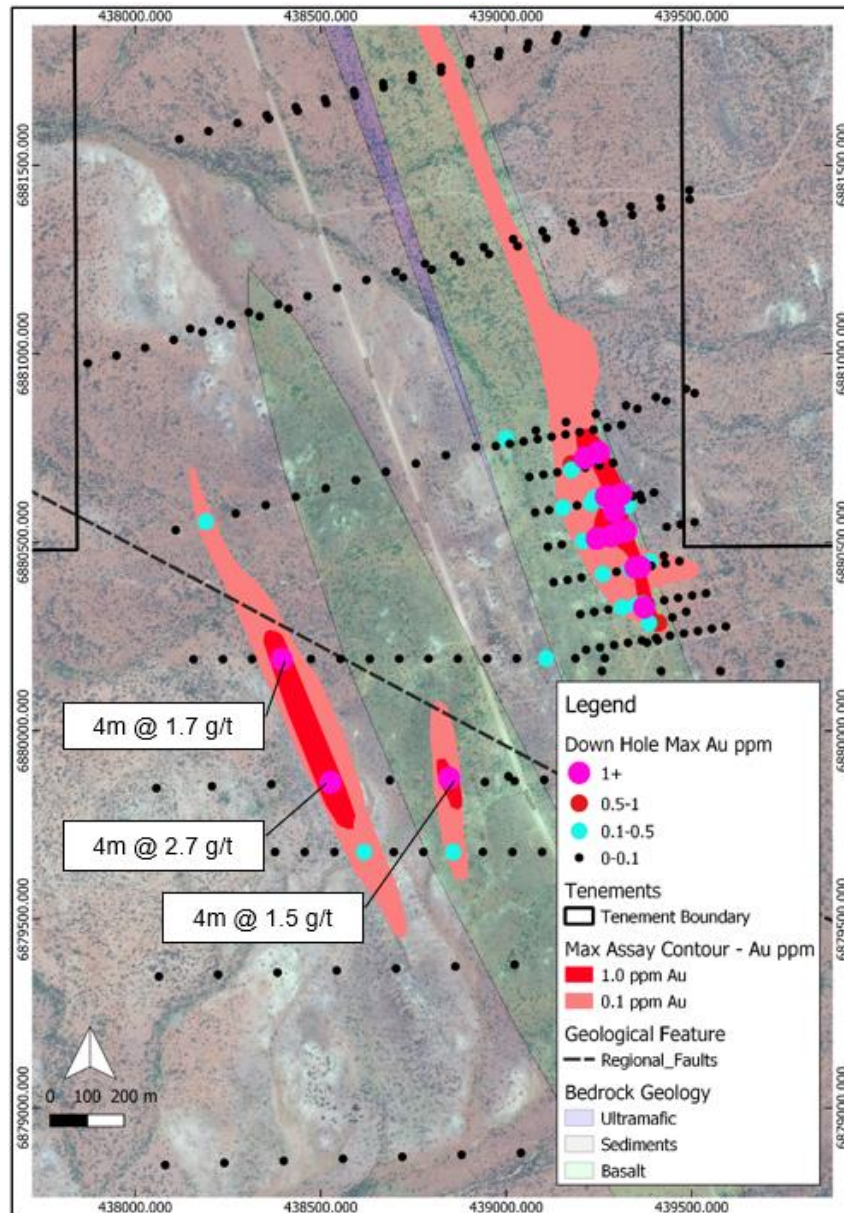 438000.000 438500.000 439000.000 439500.000
6881500.000
6881500.000
6881000.000
6881000.000
6880500.000
6880500.000
6880000.000
6880000.000
6879500.000
6879500.000
6879000.000
6879000.000
4m @ 1.7 g/t
4m @ 2.7 g/t
4m @ 1.5 g/t
0 100 200 m
Legend
Down Hole Max Au ppm
1+
0.5-1
0.1-0.5
0-0.1
Tenements
Tenement Boundary
Max Assay Contour - Au ppm
1.0 ppm Au
0.1 ppm Au
Geological Feature
Regional_Faults
Bedrock Geology
Ultramafic
Sediments
Basalt
438000.000 438500.000 439000.000 439500.000